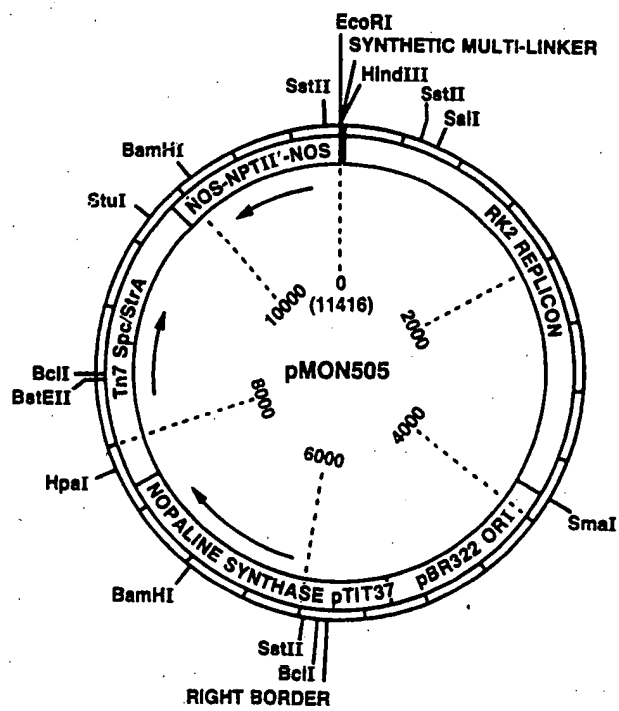 EcoRI
SYNTHETIC MULTI-LINKER
HindIII
SstII
SstII
SalI
BamHI
NOS-NPTII'-NOS
StuI
RK2 REPLICON
0
(11416)
10000
2000
Tn7 Spc/StrA
pMON505
BclI
BstEII
8000
4000
6000
HpaI
SmaI
NOPALINE SYNTHASE pTIT37
pBR322 ORI
BamHI
SstII
BclI
RIGHT BORDER